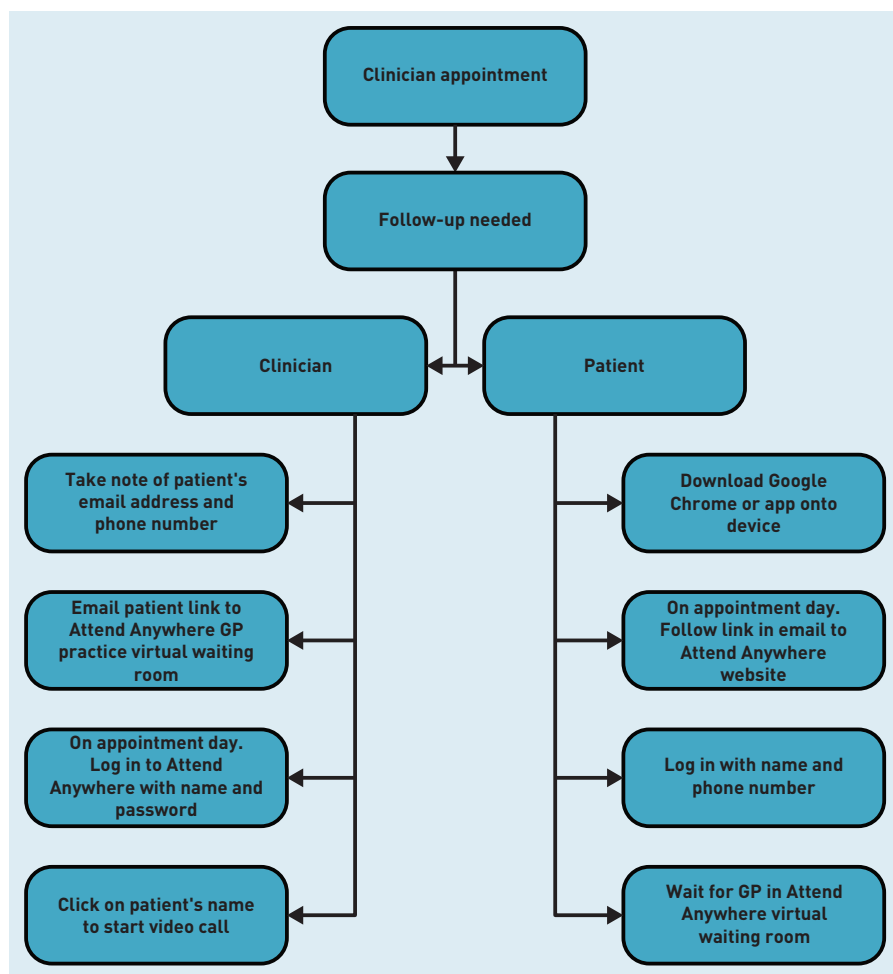 Clinician appointment
Follow-up needed
Clinician
Patient
Take note of patient's
email address and
phone number
Email patient link to
Attend Anywhere GP
practice virtual waiting
room
On appointment day.
Log in to Attend
Anywhere with name and
password
Click on patient's name
to start video call
Download Google
Chrome or app onto
device
On appointment day.
Follow link in email to
Attend Anywhere
website
Log in with name and
phone number
Wait for GP in Attend
Anywhere virtual
waiting room